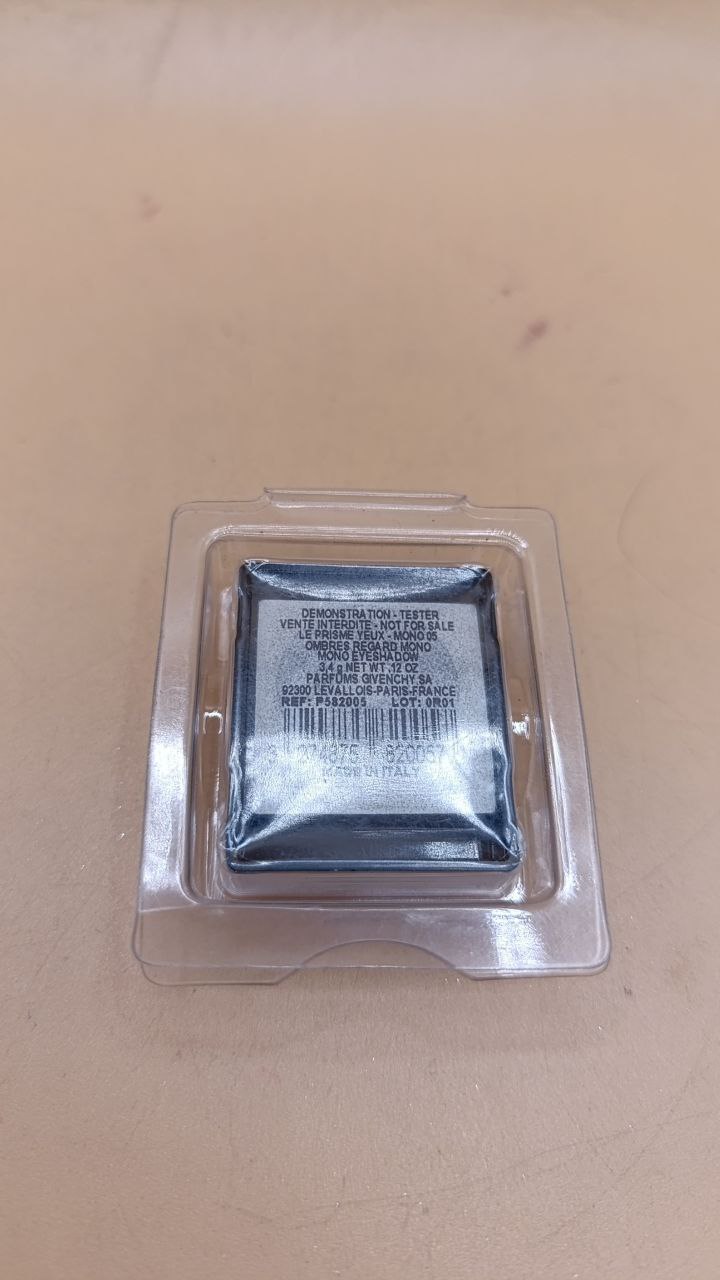 DEMONSTRATION - TESTER
VENTE INTERDITE - NOT FOR SALE
LE PRISME YEUX - MONO 05
OMBRES REGARD MONO
MONO EYESHADOW
3,4 g NET WT .12 OZ
PARFUMS GIVENCHY SA
92300 LEVALLOIS-PARIS-FRANCE
REF: P582005 LOT: 0R01
MADE IN ITALY